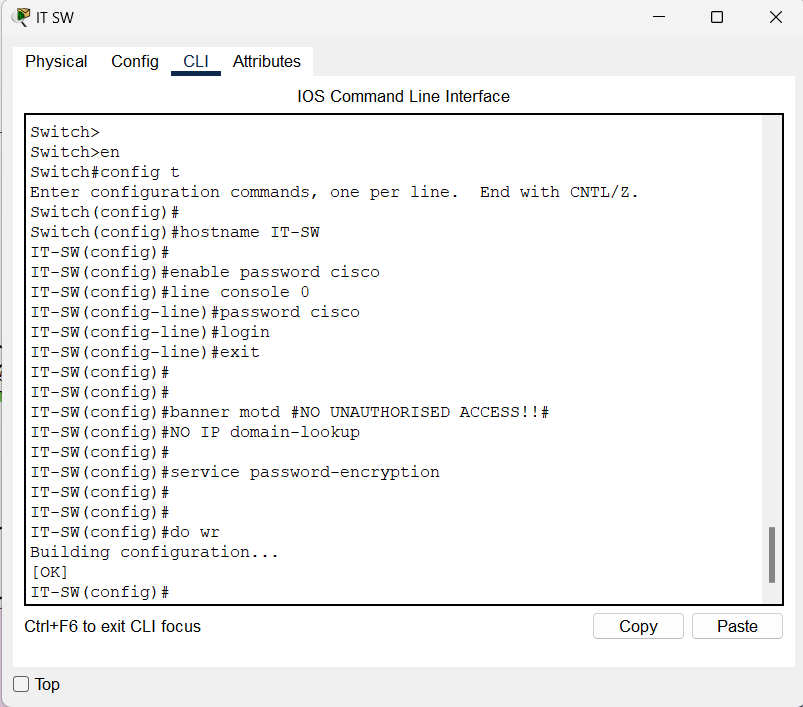 IT SW
Physical Config CLI Attributes
IOS Command Line Interface
Switch>
Switch>en
Switch#config t
Enter configuration commands, one per line.  End with CNTL/Z.
Switch(config)#
Switch(config)#hostname IT-SW
IT-SW(config)#
IT-SW(config)#enable password cisco
IT-SW(config)#line console 0
IT-SW(config-line)#password cisco
IT-SW(config-line)#login
IT-SW(config-line)#exit
IT-SW(config)#
IT-SW(config)#
IT-SW(config)#banner motd #NO UNAUTHORISED ACCESS!!#
IT-SW(config)#NO IP domain-lookup
IT-SW(config)#
IT-SW(config)#service password-encryption
IT-SW(config)#
IT-SW(config)#
IT-SW(config)#do wr
Building configuration...
[OK]
IT-SW(config)#
Ctrl+F6 to exit CLI focus
Copy Paste
Top